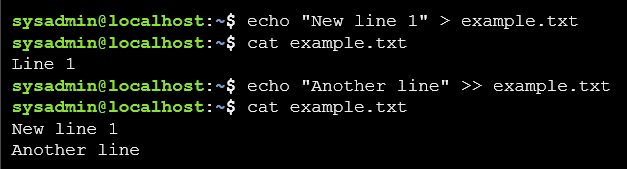 sysadmin@localhost:~$ echo "New line 1" > example.txt
sysadmin@localhost:~$ cat example.txt
Line 1
sysadmin@localhost:~$ echo "Another line" >> example.txt
sysadmin@localhost:~$ cat example.txt
New line 1
Another line